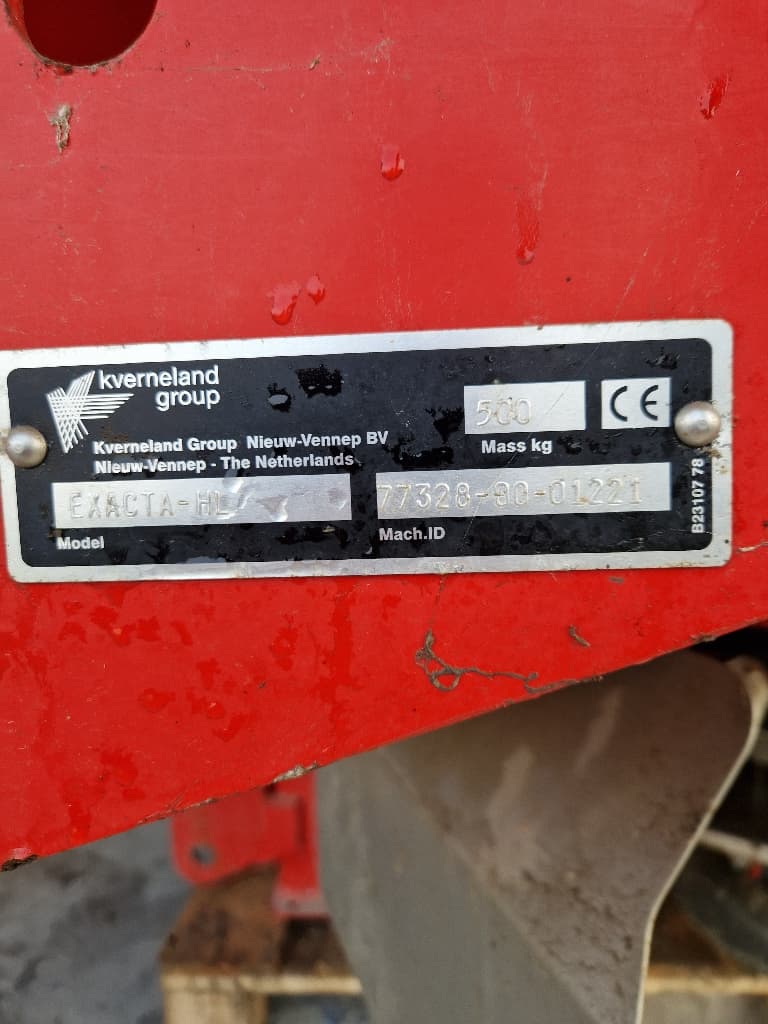 kverneland
group
500
CE
Kverneland Group Nieuw-Vennep BV
Mass kg
Nieuw-Vennep - The Netherlands
EXACTA-HL
77328-90-01221
Model
Mach.ID
B23107 78